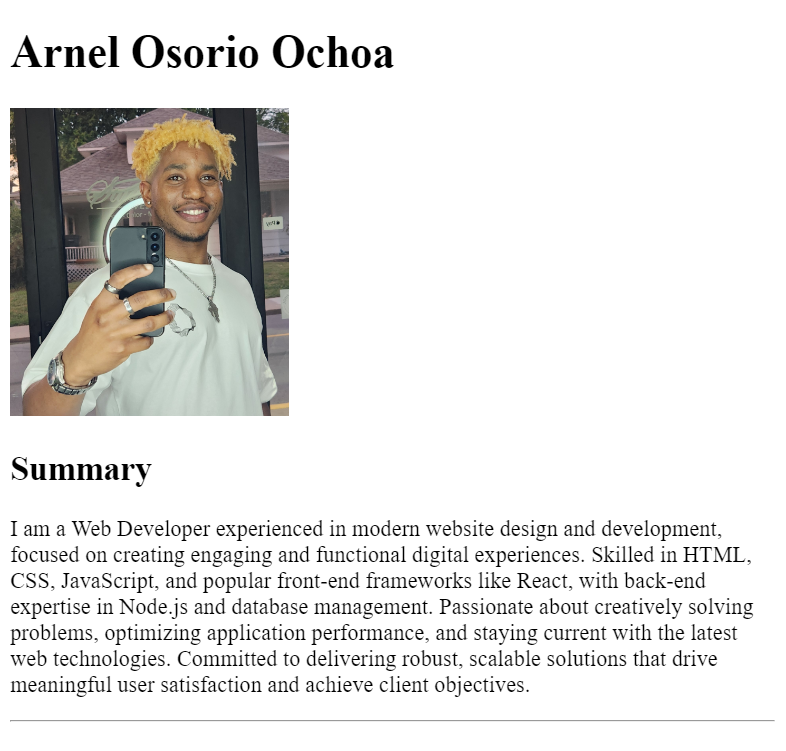 Arnel Osorio Ochoa
Summary
I am a Web Developer experienced in modern website design and development,
focused on creating engaging and functional digital experiences. Skilled in HTML,
CSS, JavaScript, and popular front-end frameworks like React, with back-end
expertise in Node.js and database management. Passionate about creatively solving
problems, optimizing application performance, and staying current with the latest
web technologies. Committed to delivering robust, scalable solutions that drive
meaningful user satisfaction and achieve client objectives.